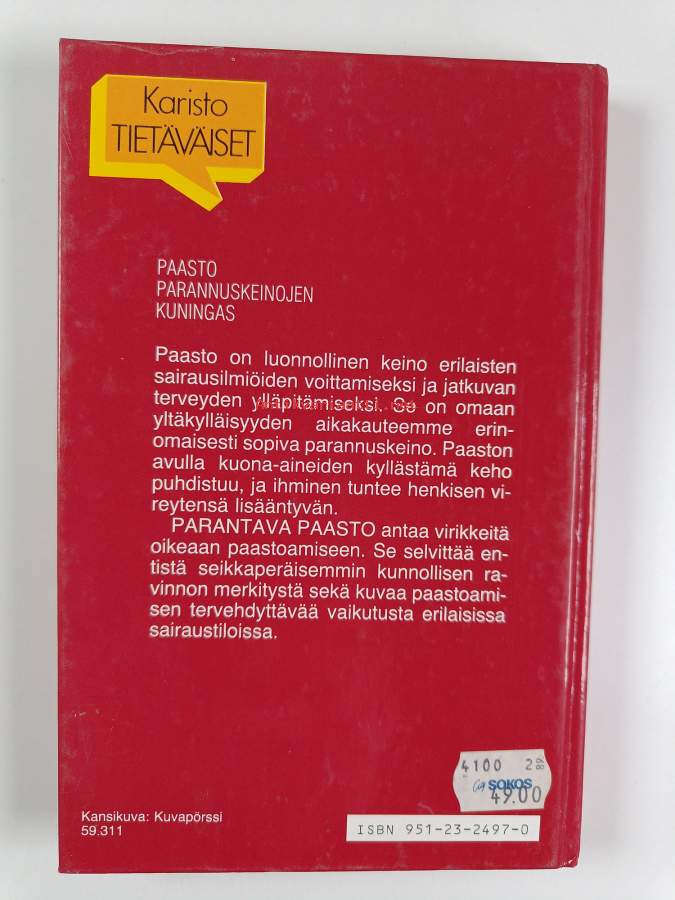 Karisto
TIETÄVÄISET
PAASTO
PARANNUSKEINOJEN
KUNINGAS
Paasto on luonnollinen keino erilaisten
sairausilmiöiden voittamiseksi ja jatkuvan
terveyden ylläpitämiseksi. Se on omaan
yltäkylläisyyden aikakauteemme erin-
omaisesti sopiva parannuskeino. Paaston
avulla kuona-aineiden kyllästämä keho
puhdistuu, ja ihminen tuntee henkisen vi-
reytensä lisääntyvän.
PARANTAVA PAASTO antaa virikkeitä
oikeaan paastoamiseen. Se selvittää en-
tistä seikkaperäisemmin kunnollisen ra-
vinnon merkitystä sekä kuvaa paastoami-
sen tervehdyttävää vaikutusta erilaisissa
sairaustiloissa.
4100 2 89
SOKOS
49.00
Kansikuva: Kuvapörssi
59.311
ISBN 951-23-2497-0